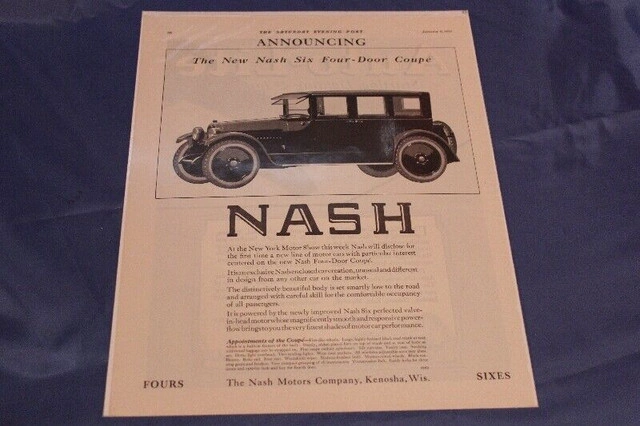 THE SATURDAY EVENING POST
ANNOUNCING
The New Nash Six Four-Door Coupé
NASH
At the New York Motor Show this week Nash will disclose for
the first time a new line of motor cars with particular interest
centered on the new Nash Four-Door Coupé.
It is an exclusive Nash enclosed car creation, unusual and different
in design from any other car on the market.
The distinctively beautiful body is set smartly low to the road
and arranged with careful skill for the comfortable occupancy
of all passengers.
It is powered by the newly improved Nash Six perfected valve-
in-head motor whose magnificently smooth and responsive power-
flow brings to you the very finest shades of motor car performance.
Appointments of the Coupé
FOURS
The Nash Motors Company, Kenosha, Wis.
SIXES